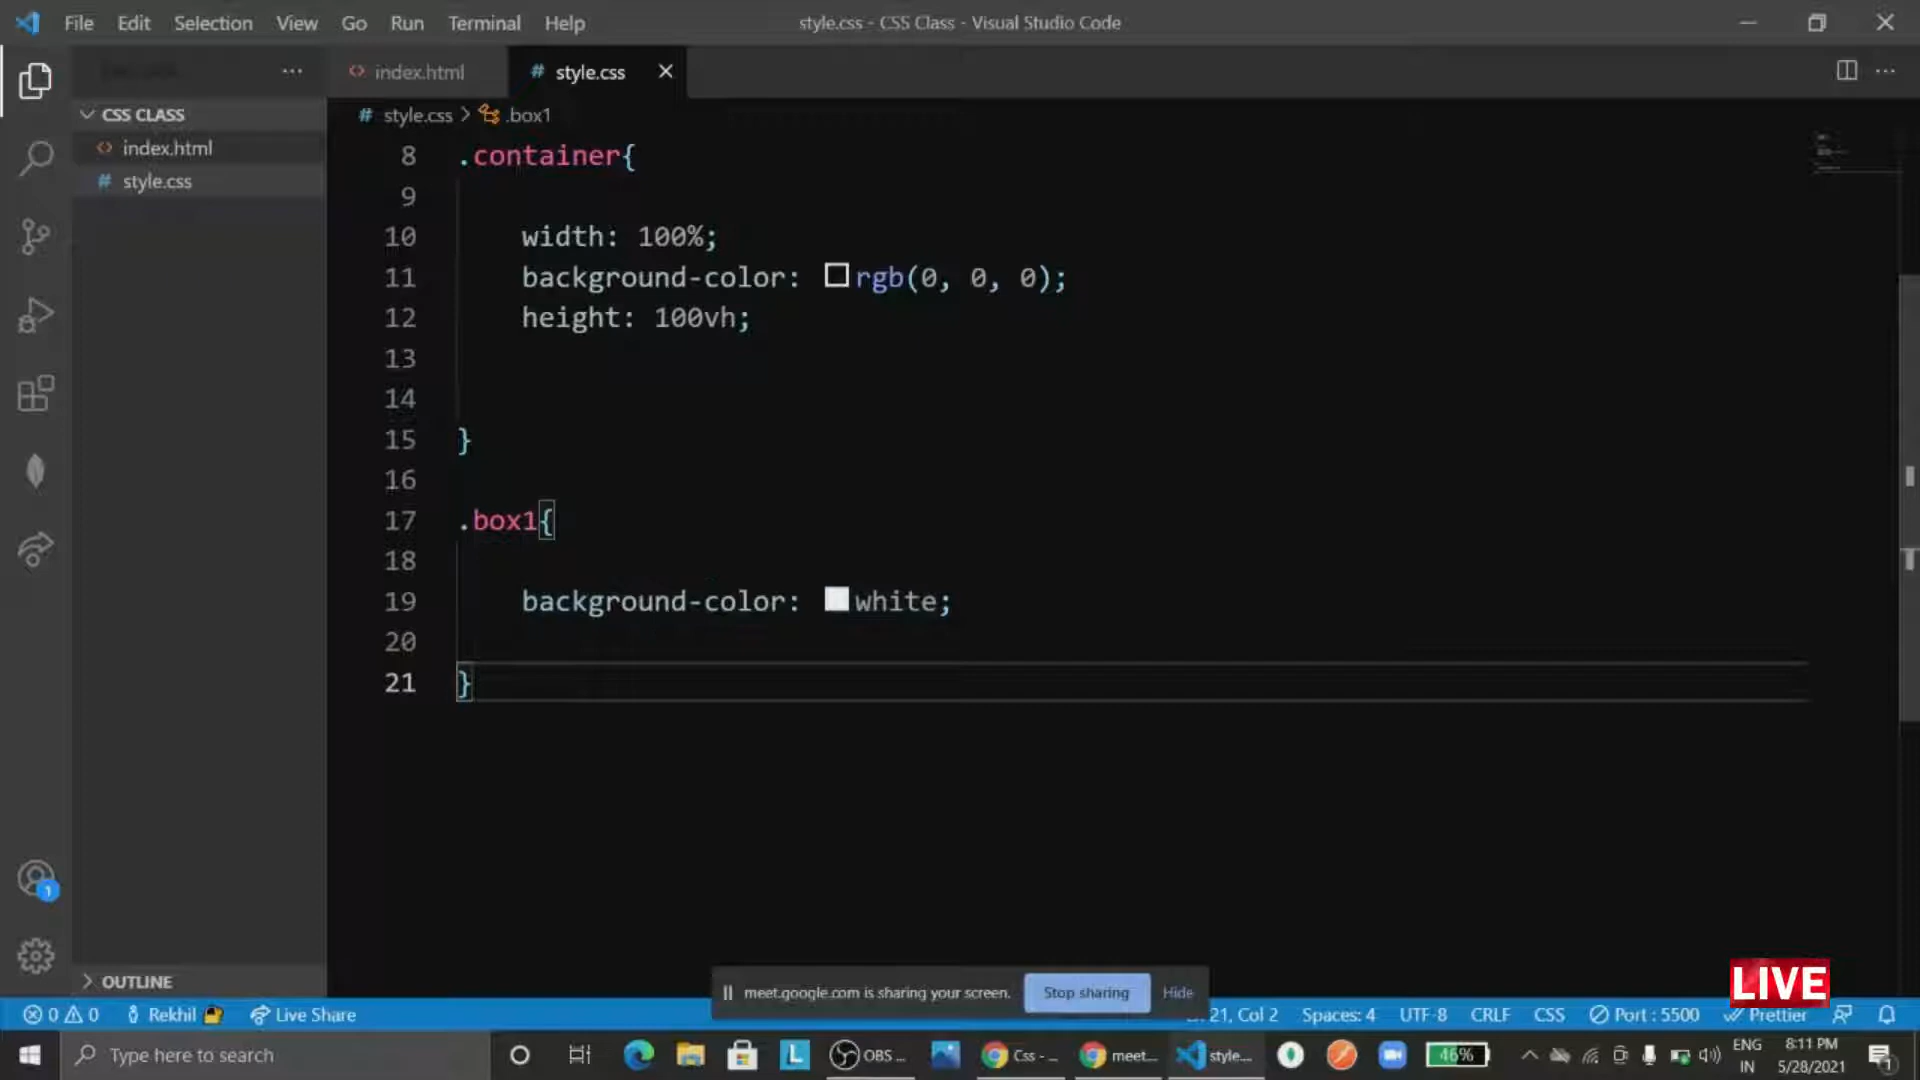 File Edit Selection View Go Run Terminal Help
style.css - CSS Class - Visual Studio Code
index.html
# style.css
CSS CLASS
index.html
# style.css
OUTLINE
# style.css > .box1
8 .container{
9
10 width: 100%;
11 background-color: rgb(0, 0, 0);
12 height: 100vh;
13
14
15 }
16
17 .box1{
18
19 background-color: white;
20
21 }
meet.google.com is sharing your screen. Stop sharing Hide
LIVE
1
0 0 Rekhil Live Share
21, Col 2 Spaces: 4 UTF-8 CRLF CSS Port : 5500 Prettier
Type here to search
L OBS ... Css - ... meet... style...
46%
ENG
IN
8:11 PM
5/28/2021
1